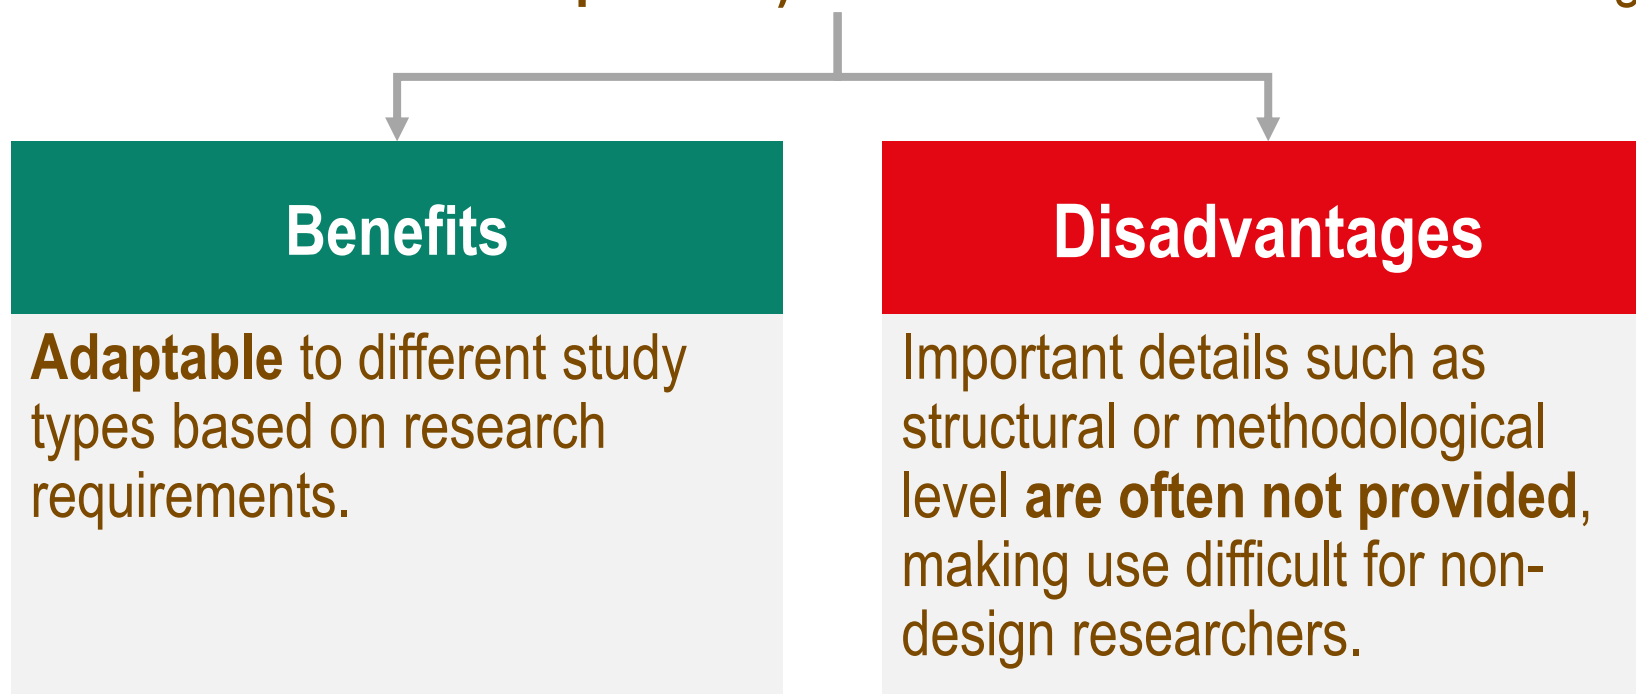 Benefits
Disadvantages
Adaptable to different study
types based on research
requirements.
Important details such as
structural or methodological
level are often not provided,
making use difficult for non-
design researchers.